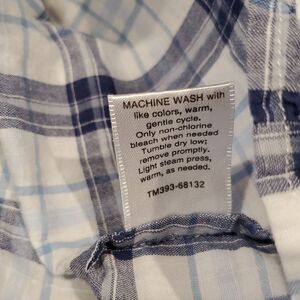 MACHINE WASH with
like colors, warm,
gentle cycle.
Only non-chlorine
bleach when needed
Tumble dry low;
remove promptly.
Light steam press,
warm, as needed.
TM393-68132